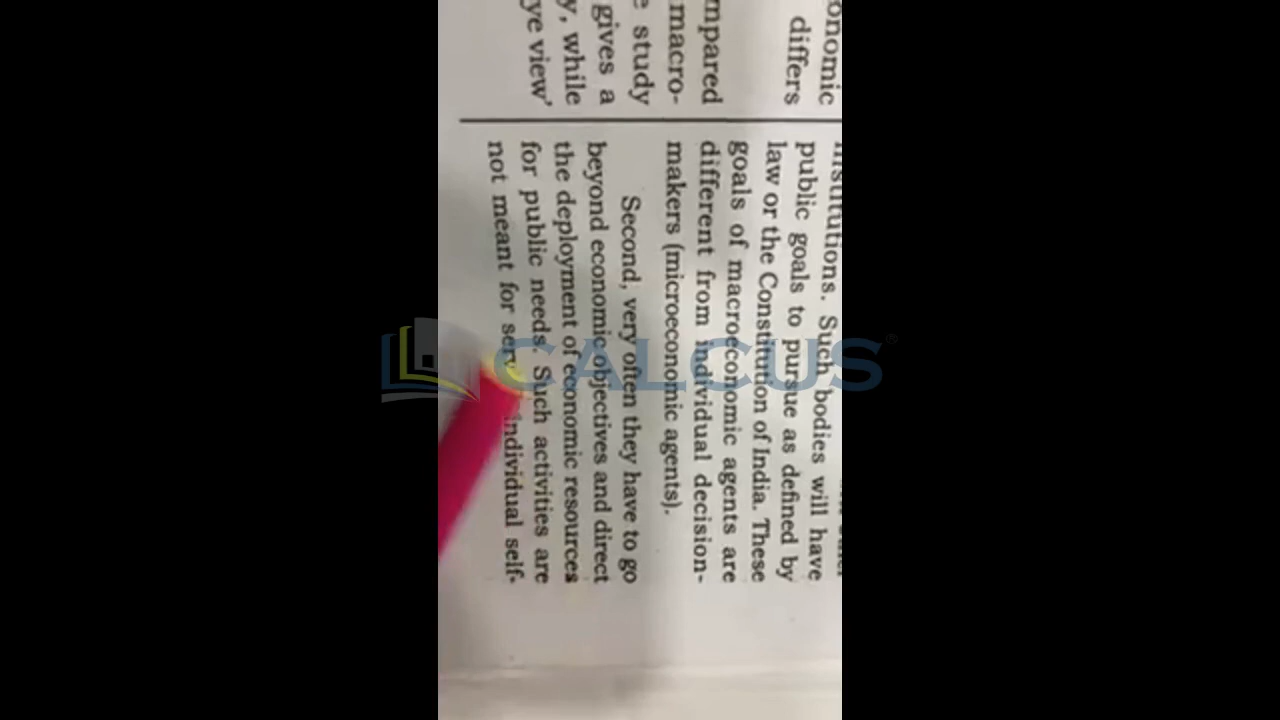 onomic
differs
mpared
macro-
e study
gives a
y, while
ye view'
institutions. Such bodies will have
public goals to pursue as defined by
law or the Constitution of India. These
goals of macroeconomic agents are
different from individual decision-
makers (microeconomic agents).
Second, very often they have to go
beyond economic objectives and direct
the deployment of economic resources
for public needs. Such activities are
not meant for serv individual self-
CALCUS®